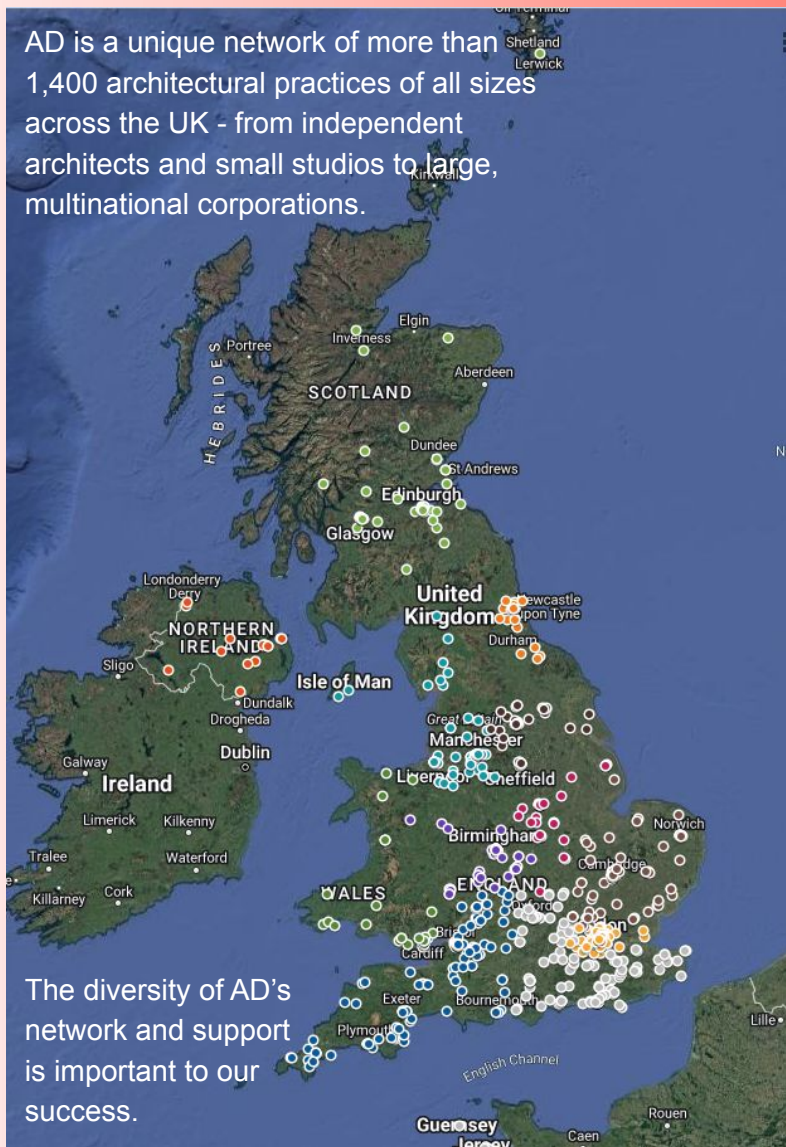 AD is a unique network of more than
1,400 architectural practices of all sizes
across the UK - from independent
architects and small studios to large,
multinational corporations.
Shetland
Lerwick
Kirkwall
Elgin
Inverness
Portree
HEBRIDES
Aberdeen
SCOTLAND
Dundee
St Andrews
Edinburgh
Glasgow
Londonderry
Derry
United
Kingdom
Newcastle
upon Tyne
NORTHERN
IRELAND
Durham
Sligo
Isle of Man
Dundalk
Drogheda
Great Britain
Manchester
Dublin
Galway
Liverpool
Sheffield
Ireland
Limerick
Kilkenny
Birmingham
Norwich
Tralee
Waterford
Cambridge
Killarney
Cork
WALES
ENGLAND
Oxford
London
Bristol
Cardiff
The diversity of AD’s
network and support
is important to our
success.
Exeter
Bournemouth
Plymouth
Lille
English Channel
Guernsey
Jersey
Rouen
Caen